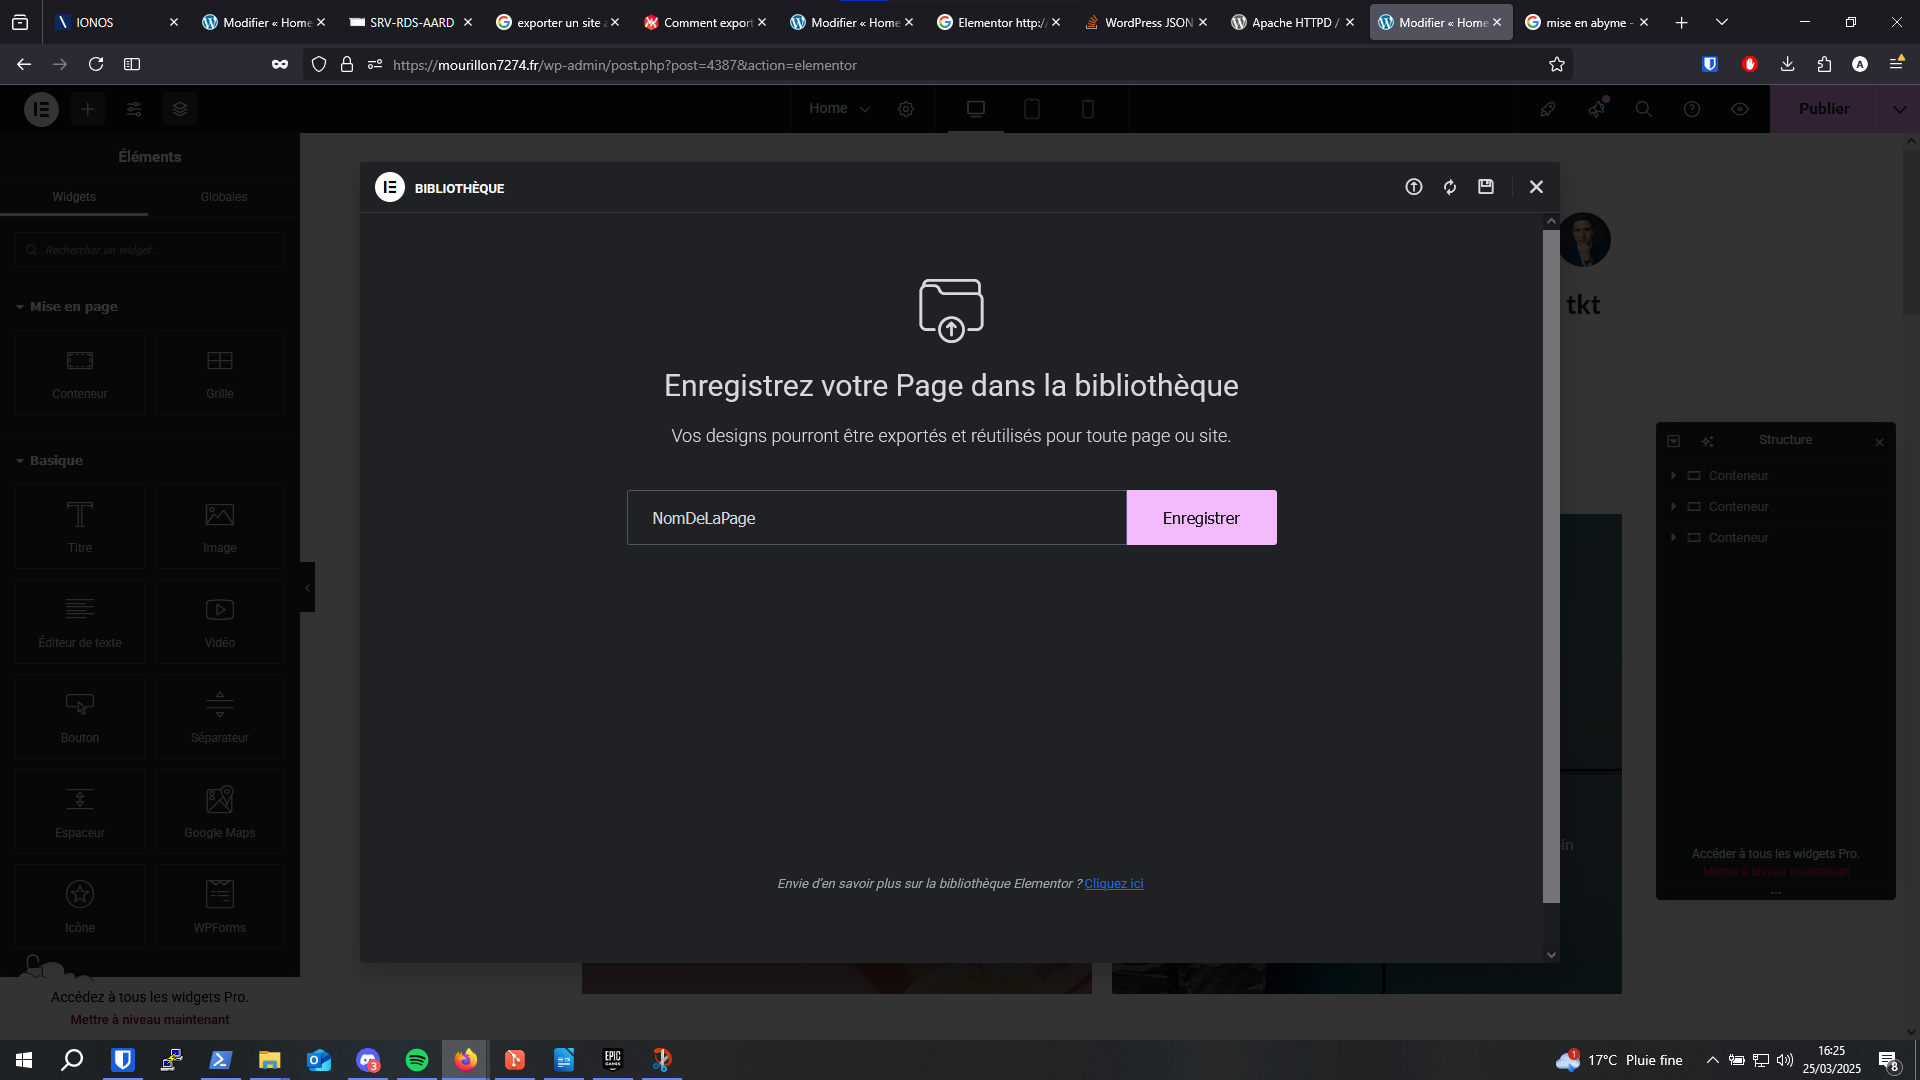 IONOS
Modifier « Home
SRV-RDS-AARD
exporter un site a
Comment export
Modifier « Home
Elementor http:/
WordPress JSON
Apache HTTPD /
Modifier « Home
mise en abyme -
https://mourillon7274.fr/wp-admin/post.php?post=4387&action=elementor
A
Home
Publier
Éléments
Widgets
Globales
Rechercher un widget...
Mise en page
Conteneur
Grille
Basique
Titre
Image
Éditeur de texte
Vidéo
Bouton
Séparateur
Espaceur
Google Maps
Icône
WPForms
Accédez à tous les widgets Pro.
Mettre à niveau maintenant
BIBLIOTHÈQUE
Enregistrez votre Page dans la bibliothèque
Vos designs pourront être exportés et réutilisés pour toute page ou site.
NomDeLaPage
Enregistrer
Envie d’en savoir plus sur la bibliothèque Elementor ? Cliquez ici
tkt
in
Structure
Conteneur
Conteneur
Conteneur
Accéder à tous les widgets Pro.
Mettre à niveau maintenant
...
3
EPIC
GAMES
1
17°C Pluie fine
16:25
25/03/2025
8